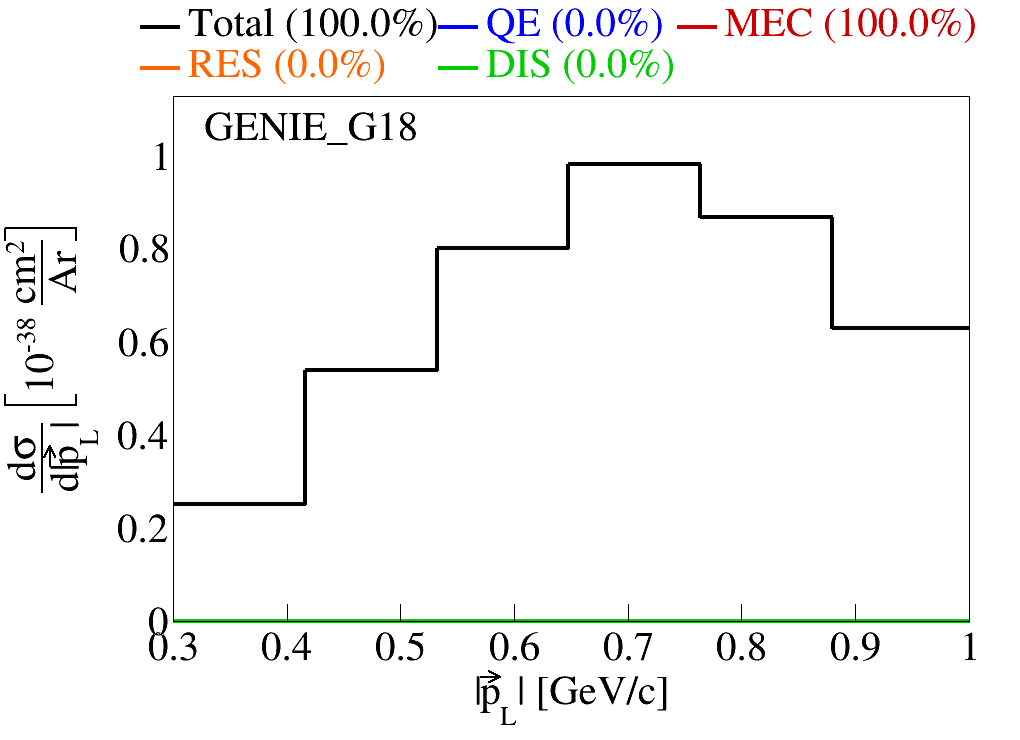 Total (100.0%) QE (0.0%) MEC (100.0%)
RES (0.0%) DIS (0.0%)
GENIE_G18
1
0.8
0.6
0.4
0.2
0
dσ/d|p⃗_L| [10^-38 cm²/Ar]
0.3 0.4 0.5 0.6 0.7 0.8 0.9 1
|p⃗_L| [GeV/c]